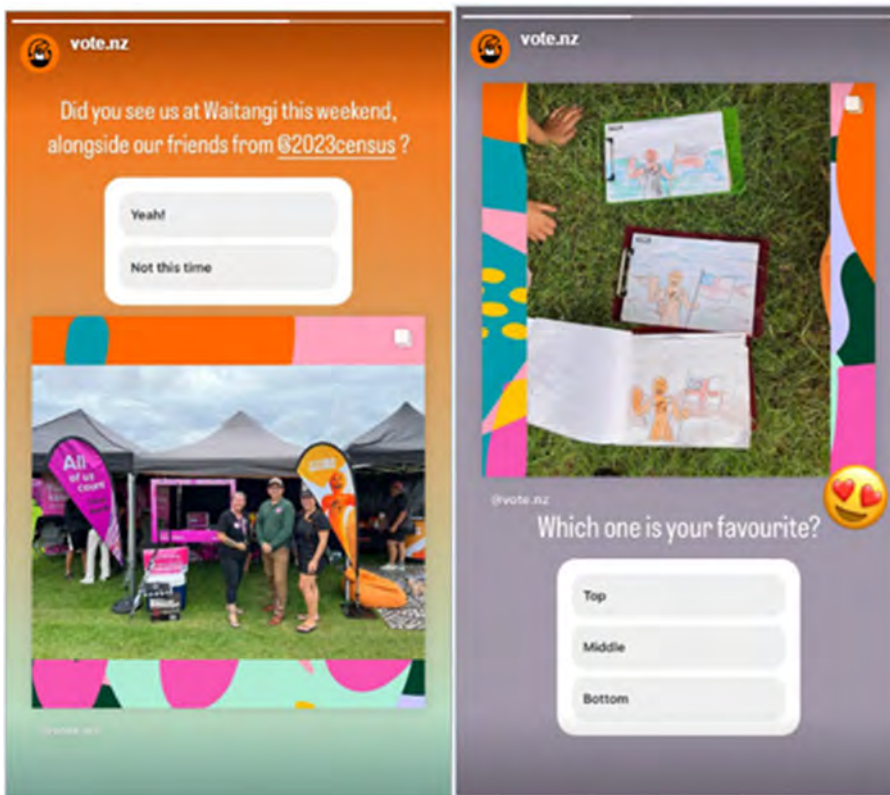 vote.nz
Did you see us at Waitangi this weekend,
alongside our friends from @2023census ?
Yeah!
Not this time
All
of us
count
vote.nz
@vote.nz
Which one is your favourite?
Top
Middle
Bottom